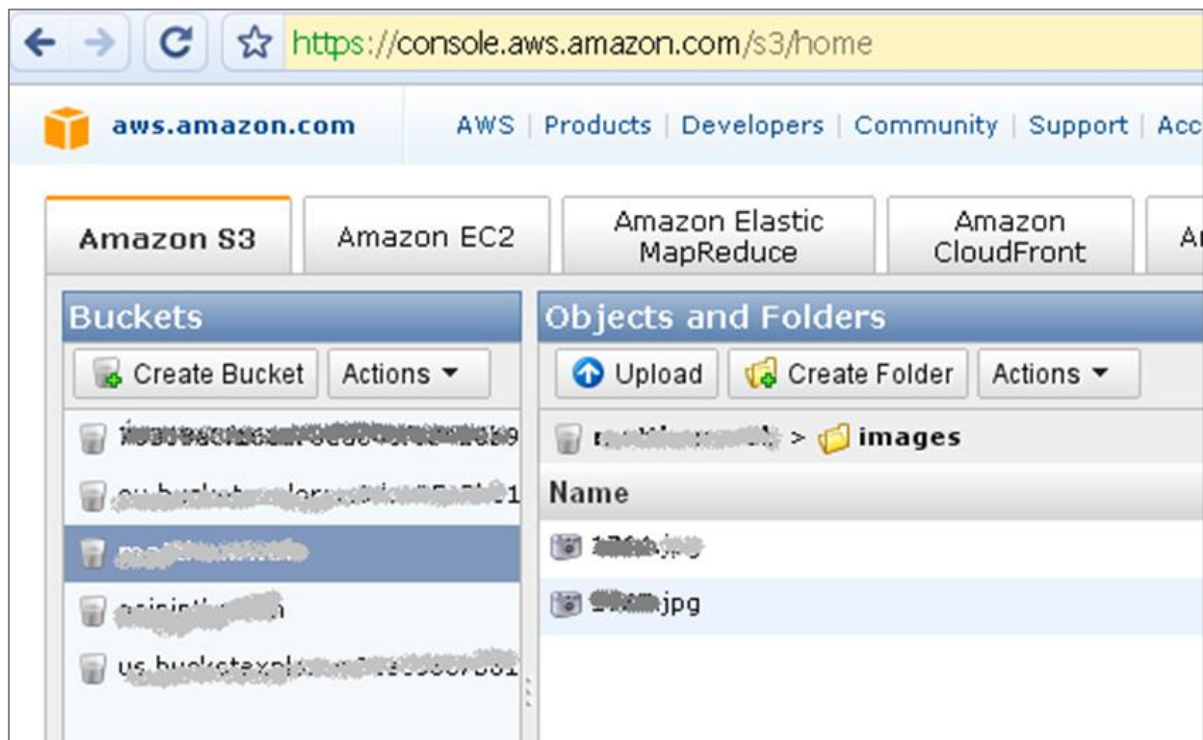 https://console.aws.amazon.com/s3/home
aws.amazon.com AWS | Products | Developers | Community | Support | Acc
Amazon S3 Amazon EC2 Amazon Elastic MapReduce Amazon CloudFront
Buckets Objects and Folders
Create Bucket Actions Upload Create Folder Actions
> images
Name
.jpg
.jpg